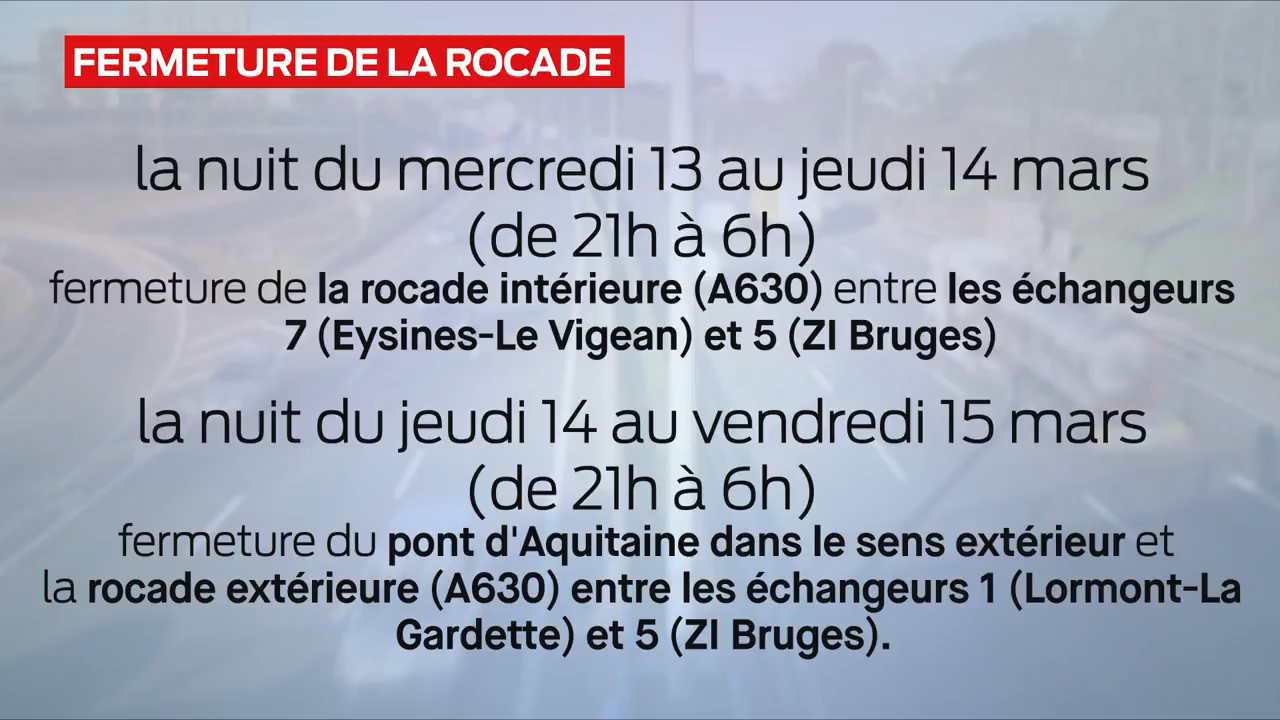 FERMETURE DE LA ROCADE
la nuit du mercredi 13 au jeudi 14 mars
(de 21h à 6h)
fermeture de la rocade intérieure (A630) entre les échangeurs
7 (Eysines-Le Vigean) et 5 (ZI Bruges)
la nuit du jeudi 14 au vendredi 15 mars
(de 21h à 6h)
fermeture du pont d'Aquitaine dans le sens extérieur et
la rocade extérieure (A630) entre les échangeurs 1 (Lormont-La
Gardette) et 5 (ZI Bruges).